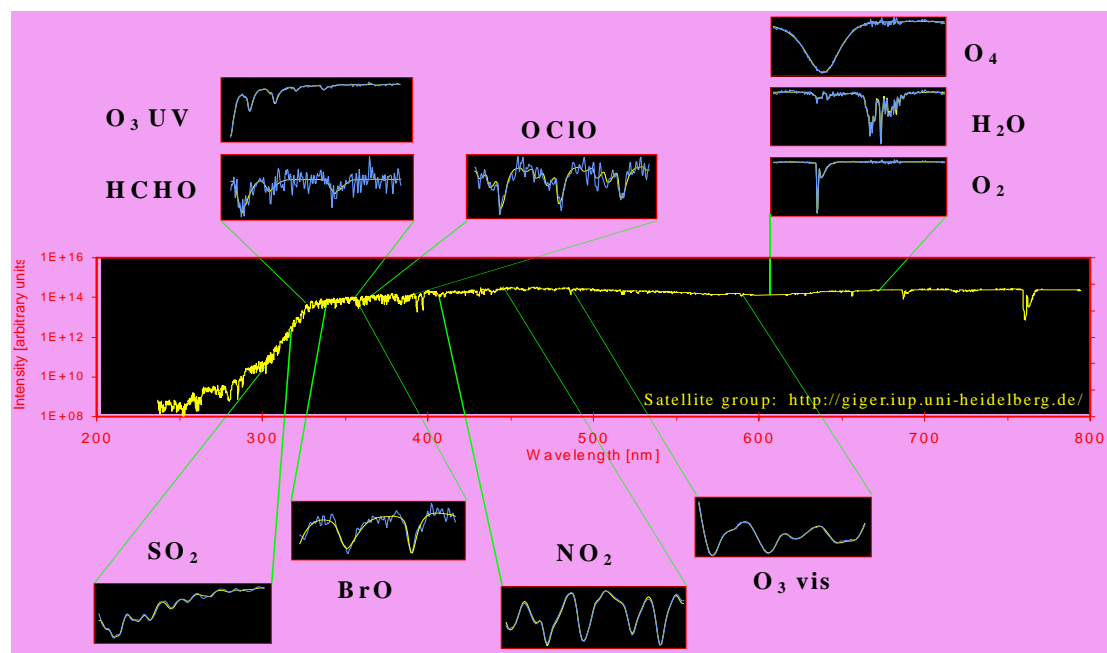 O₄
O₃ UV
OClO
H₂O
HCHO
O₂
Intensity [arbitrary units
1E+16
1E+14
1E+12
1E+10
1E+08
Satellite group: http://giger.iup.uni-heidelberg.de/
200 300 400 500 600 700 800
Wavelength [nm]
SO₂
NO₂
BrO
O₃ vis